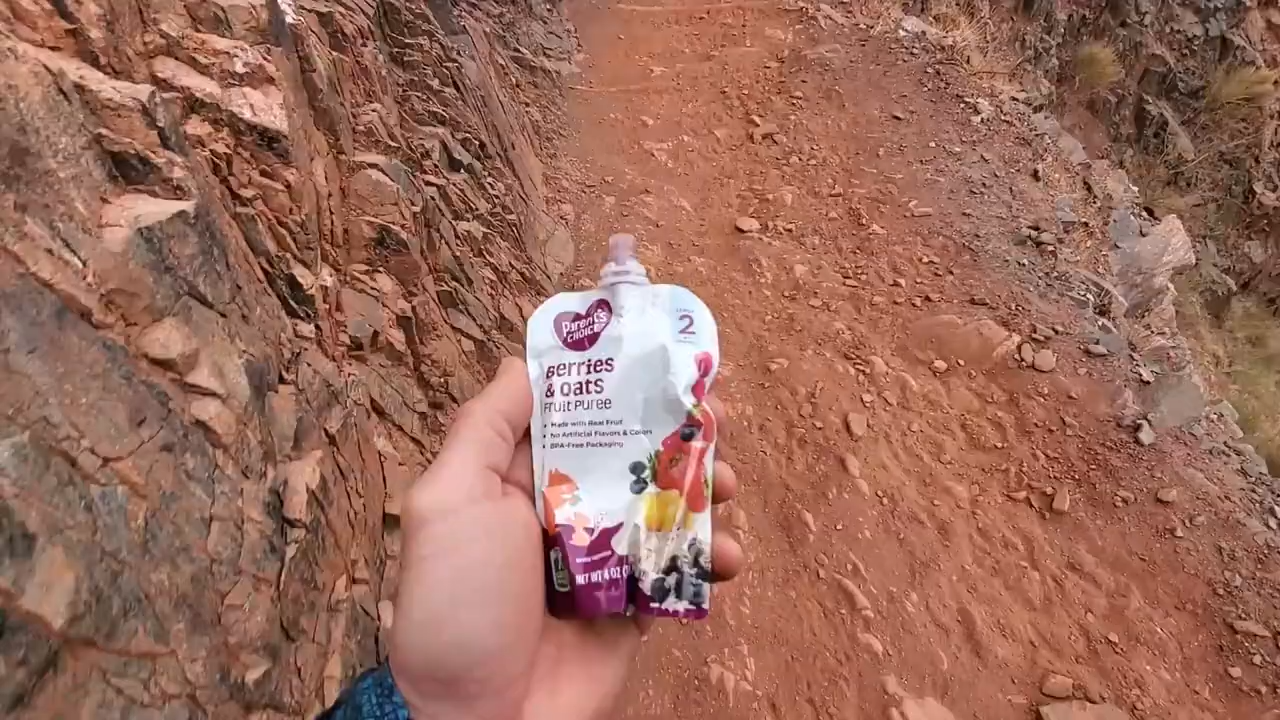 Parent's
CHOICE
2
Berries
& Oats
Fruit Puree
• Made with Real Fruit
• No Artificial Flavors & Colors
• BPA-Free Packaging
NET WT 4 OZ